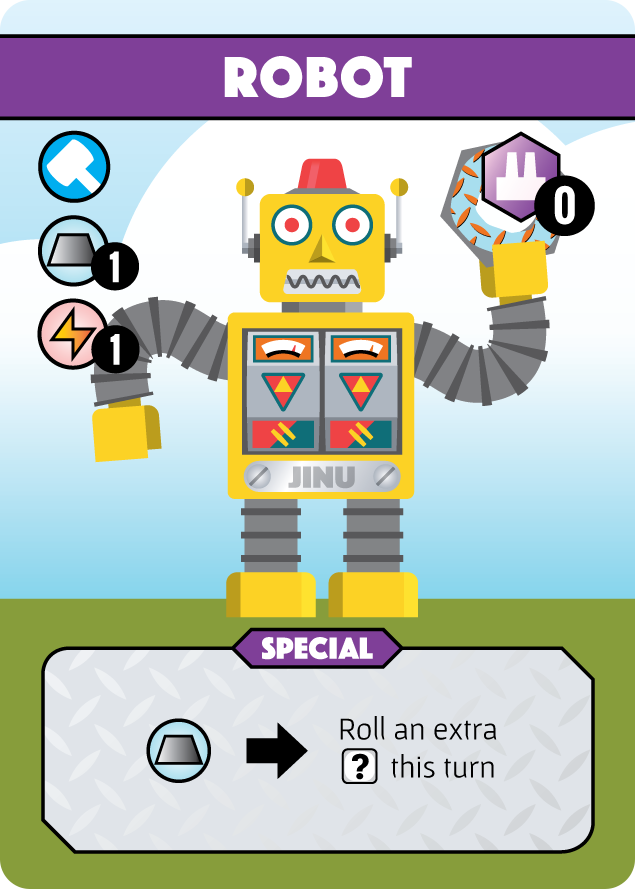 ROBOT
0
1
1
JINU
SPECIAL
Roll an extra
? this turn